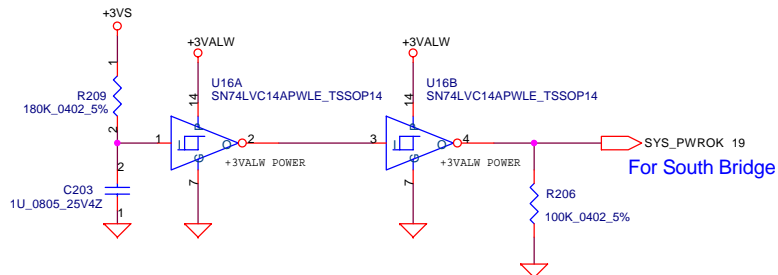 +3VS
+3VALW
+3VALW
1
R209
180K_0402_5%
2
14
U16A
SN74LVC14APWLE_TSSOP14
14
U16B
SN74LVC14APWLE_TSSOP14
1
P
I
O
G
2
+3VALW POWER
7
3
P
I
O
G
4
+3VALW POWER
7
SYS_PWROK 19
For South Bridge
2
C203
1U_0805_25V4Z
1
R206
100K_0402_5%